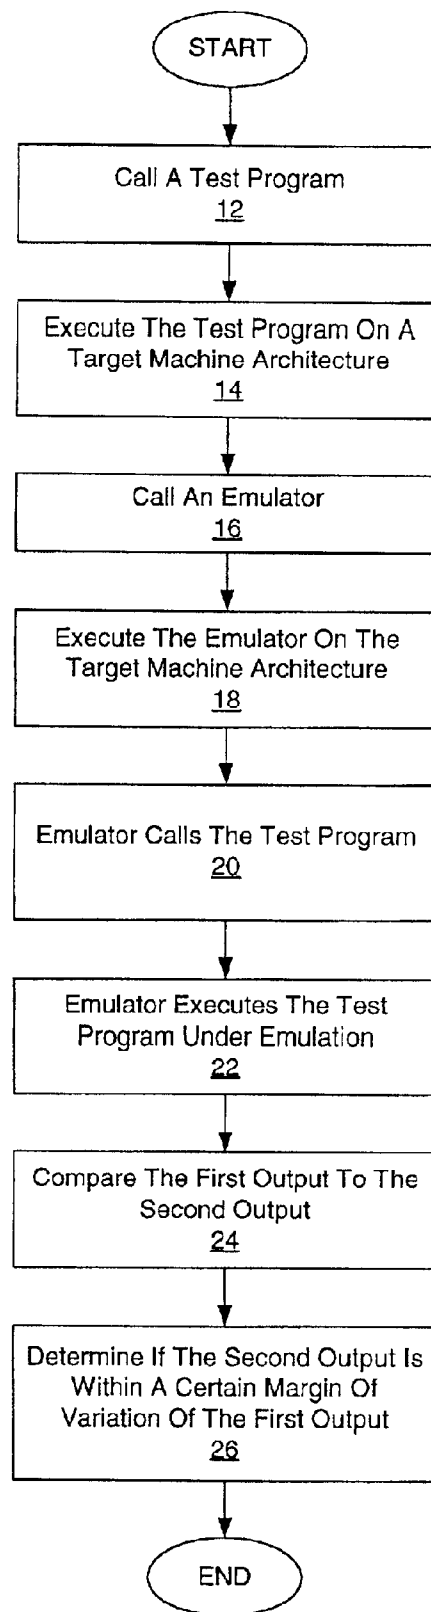 START
Call A Test Program
12
Execute The Test Program On A
Target Machine Architecture
14
Call An Emulator
16
Execute The Emulator On The
Target Machine Architecture
18
Emulator Calls The Test Program
20
Emulator Executes The Test
Program Under Emulation
22
Compare The First Output To The
Second Output
24
Determine If The Second Output Is
Within A Certain Margin Of
Variation Of The First Output
26
END